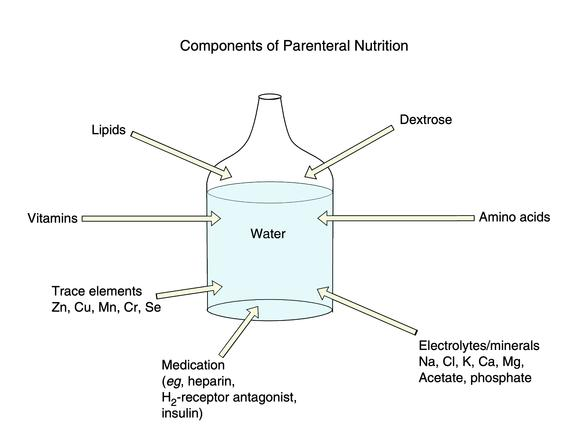 Components of Parenteral Nutrition
Lipids
Dextrose
Vitamins
Water
Amino acids
Trace elements
Zn, Cu, Mn, Cr, Se
Electrolytes/minerals
Na, Cl, K, Ca, Mg,
Acetate, phosphate
Medication
(eg, heparin,
H2-receptor antagonist,
insulin)